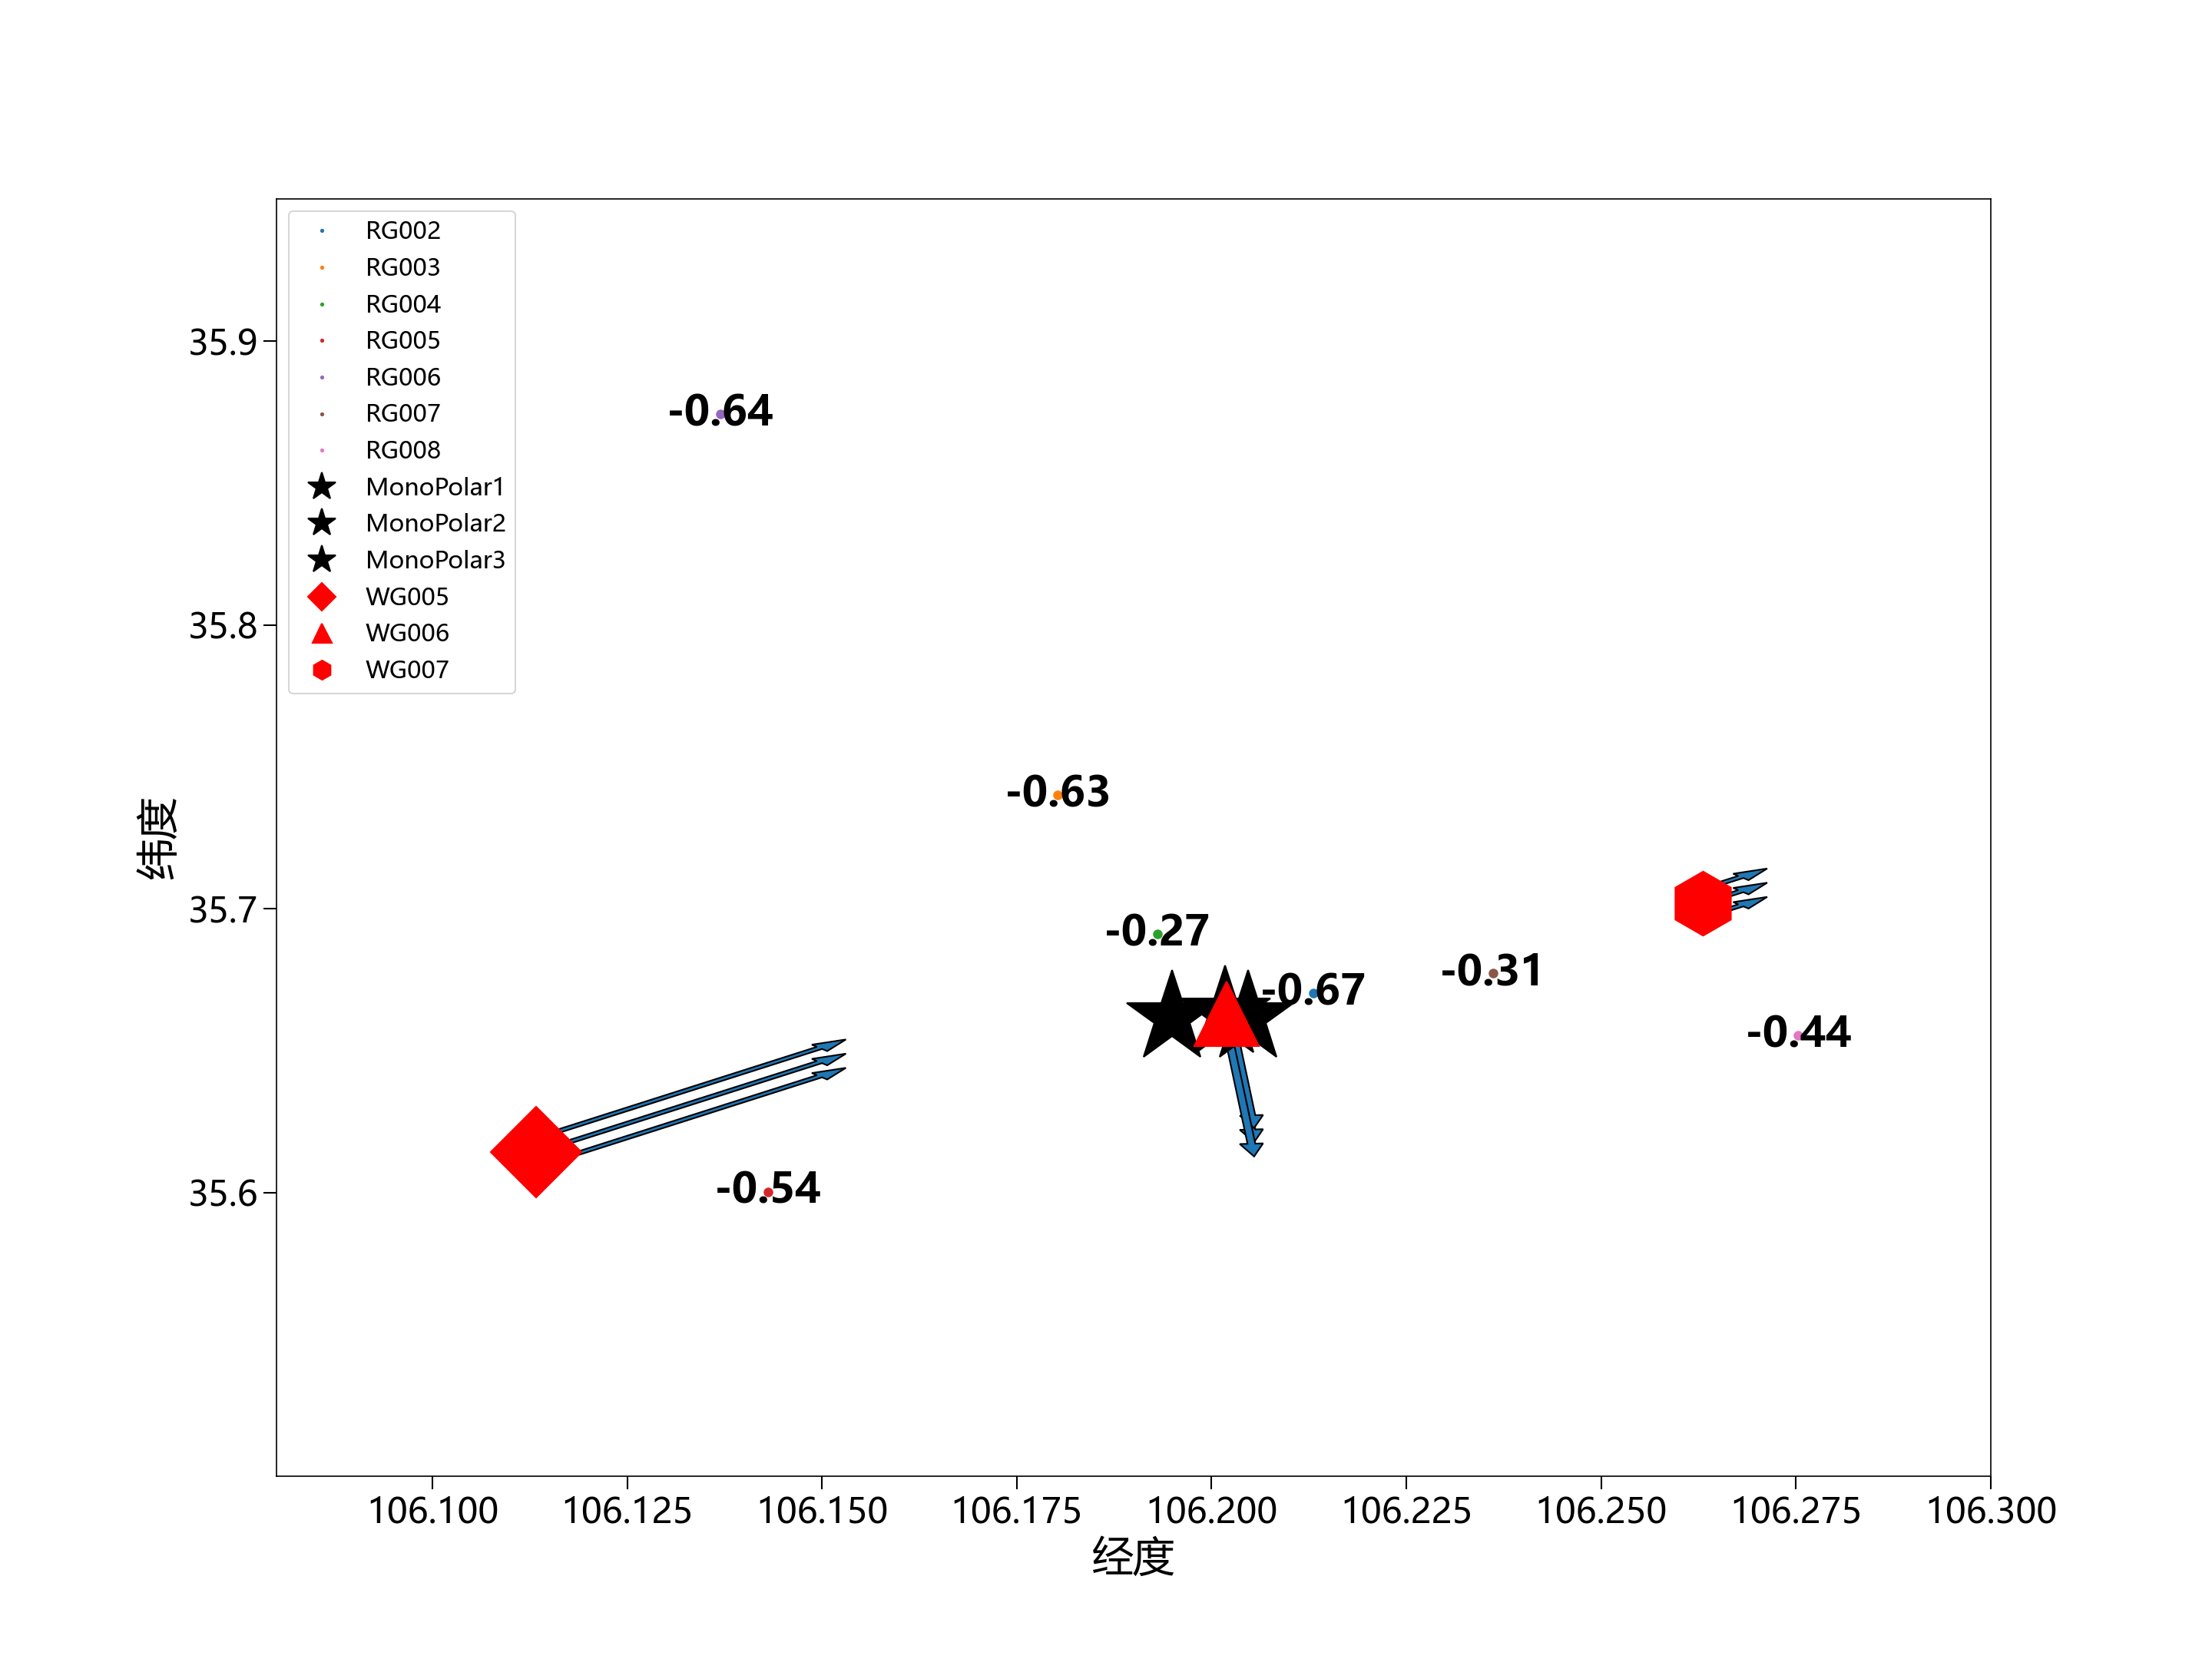 RG002
RG003
RG004
RG005
RG006
RG007
RG008
MonoPolar1
MonoPolar2
MonoPolar3
WG005
WG006
WG007
-0.64
-0.63
-0.27
-0.67
-0.31
-0.44
-0.54
35.9
35.8
35.7
35.6
纬度
106.100
106.125
106.150
106.175
106.200
106.225
106.250
106.275
106.300
经度